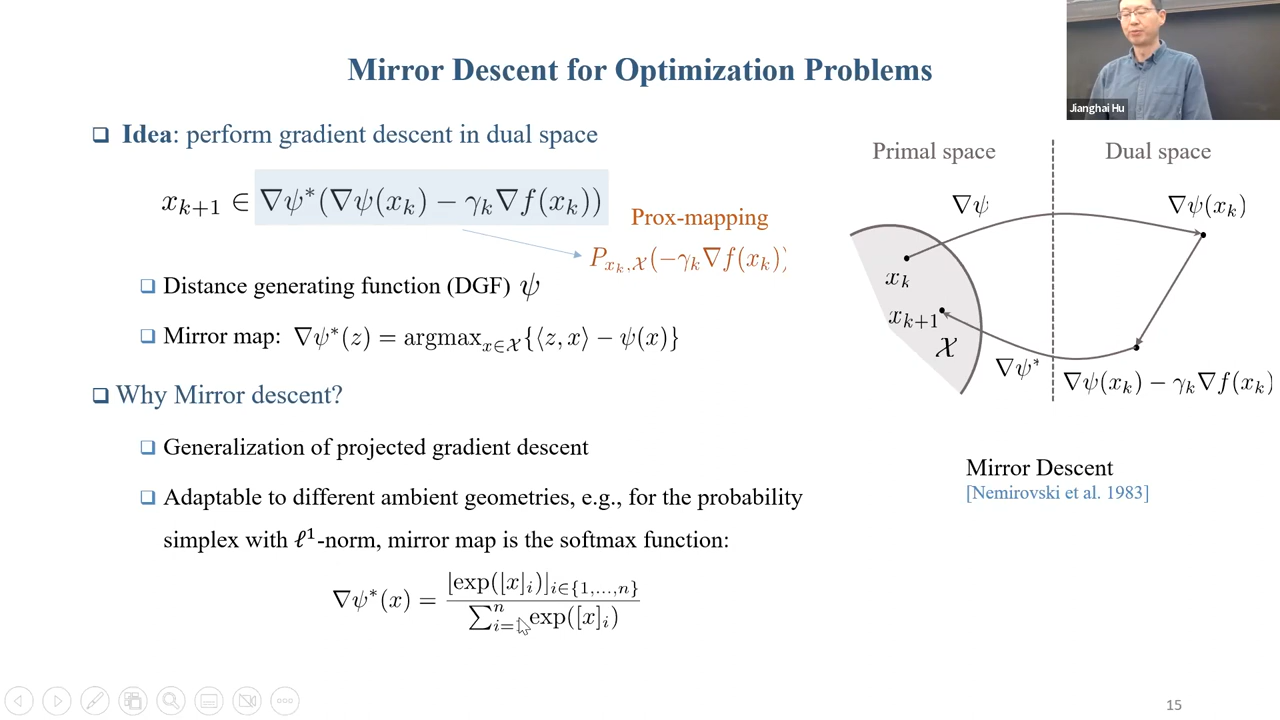 Jianghai Hu
Mirror Descent for Optimization Problems
❑ Idea: perform gradient descent in dual space
x_{k+1} ∈ ∇ψ*(∇ψ(x_k) − γ_k∇f(x_k))
Prox-mapping
P_{x_k,𝒳}(−γ_k∇f(x_k))
❑ Distance generating function (DGF) ψ
❑ Mirror map: ∇ψ*(z) = argmax_{x∈𝒳}{⟨z, x⟩ − ψ(x)}
❑ Why Mirror descent?
❑ Generalization of projected gradient descent
❑ Adaptable to different ambient geometries, e.g., for the probability
simplex with ℓ¹-norm, mirror map is the softmax function:
∇ψ*(x) = [exp([x]_i)]_{i∈{1,...,n}} / ∑_{i=1}^{n} exp([x]_i)
Primal space
Dual space
∇ψ
∇ψ(x_k)
x_k
x_{k+1}
𝒳
∇ψ*
∇ψ(x_k) − γ_k∇f(x_k)
Mirror Descent
[Nemirovski et al. 1983]
15